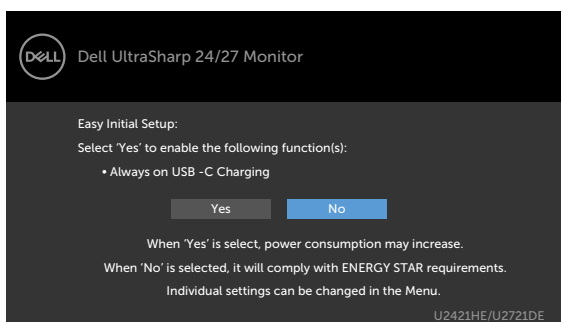 DELL Dell UltraSharp 24/27 Monitor
Easy Initial Setup:
Select ‘Yes’ to enable the following function(s):
• Always on USB -C Charging
Yes No
When ‘Yes’ is select, power consumption may increase.
When ‘No’ is selected, it will comply with ENERGY STAR requirements.
Individual settings can be changed in the Menu.
U2421HE/U2721DE